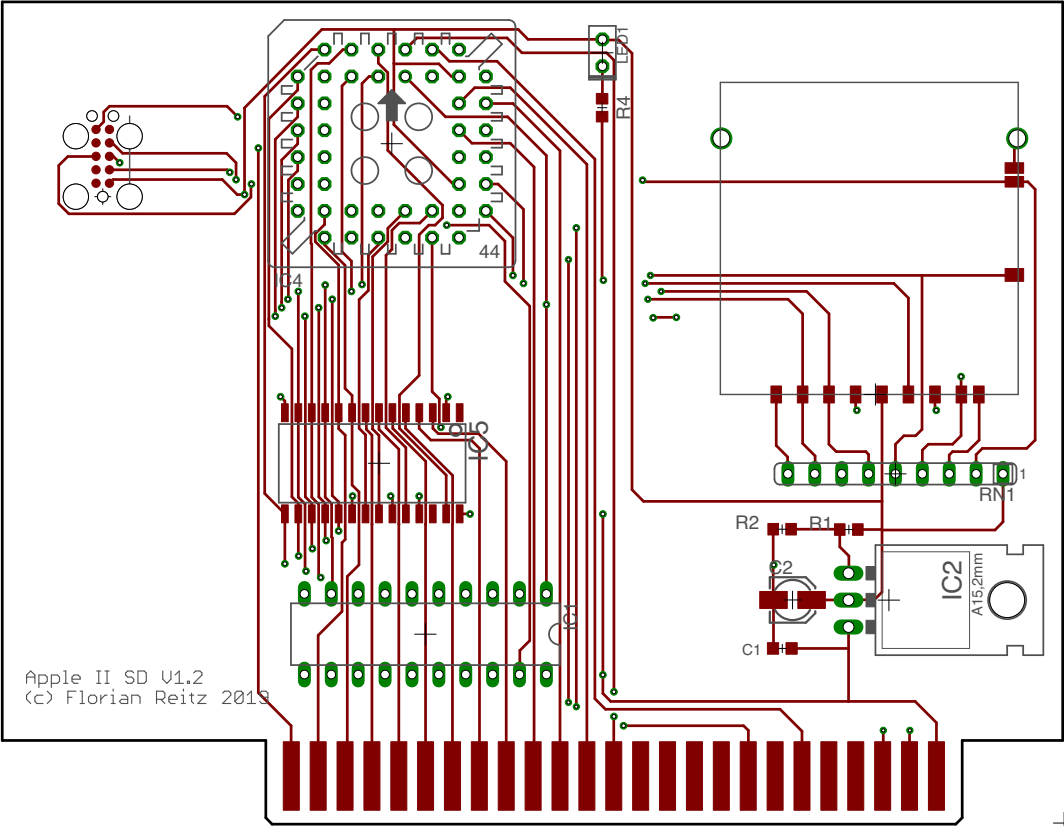 LED1
R4
44
IC4
IC5
1
RN1
R2
R1
C2
IC2
A15,2mm
IC1
C1
Apple II SD V1.2
(c) Florian Reitz 2019